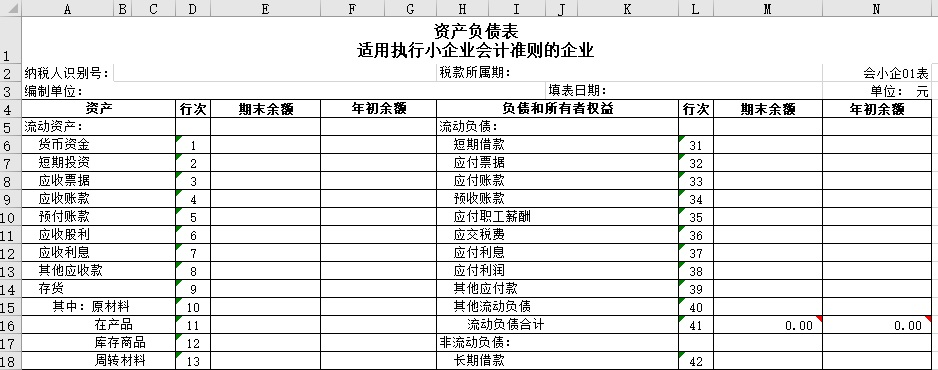 A B C D E F G H I J K L M N
1 资产负债表
适用执行小企业会计准则的企业
2 纳税人识别号: 税款所属期: 会小企01表
3 编制单位: 填表日期: 单位: 元
4 资产 行次 期末余额 年初余额 负债和所有者权益 行次 期末余额 年初余额
5 流动资产: 流动负债:
6 货币资金 1 短期借款 31
7 短期投资 2 应付票据 32
8 应收票据 3 应付账款 33
9 应收账款 4 预收账款 34
10 预付账款 5 应付职工薪酬 35
11 应收股利 6 应交税费 36
12 应收利息 7 应付利息 37
13 其他应收款 8 应付利润 38
14 存货 9 其他应付款 39
15 其中: 原材料 10 其他流动负债 40
16 在产品 11 流动负债合计 41 0.00 0.00
17 库存商品 12 非流动负债:
18 周转材料 13 长期借款 42